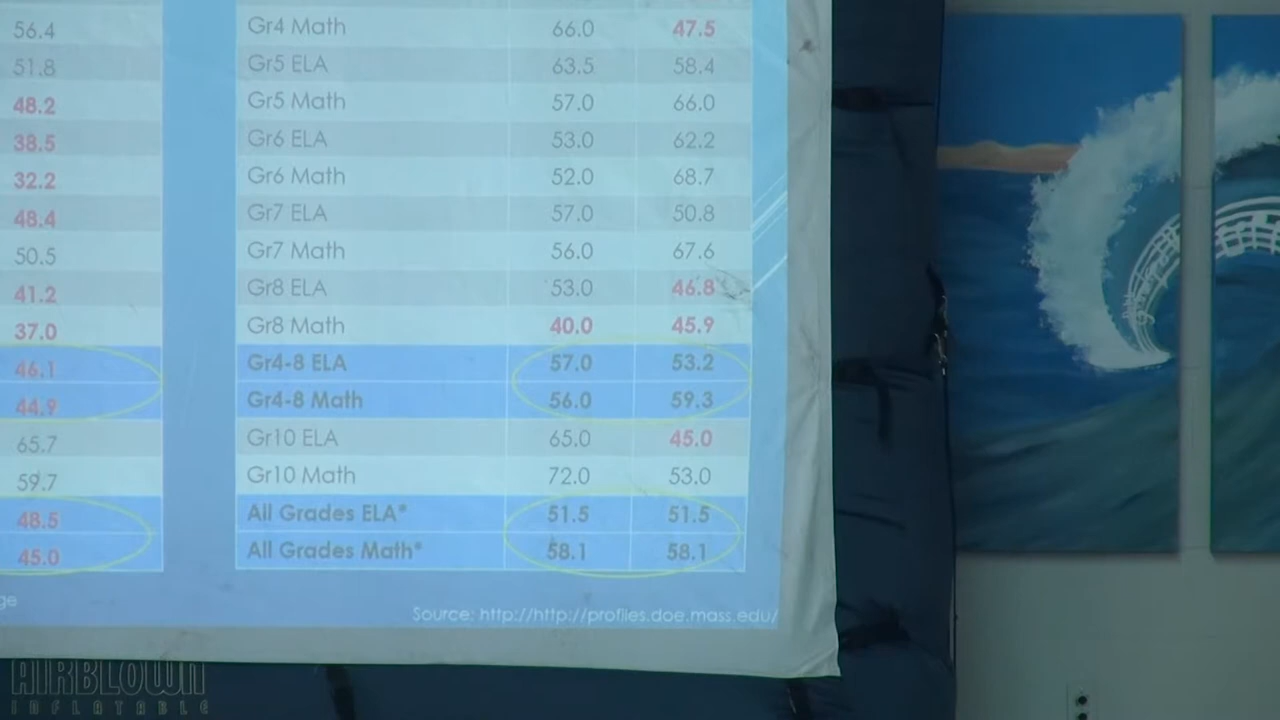 56.4 Gr4 Math 66.0 47.5
51.8 Gr5 ELA 63.5 58.4
48.2 Gr5 Math 57.0 66.0
38.5 Gr6 ELA 53.0 62.2
32.2 Gr6 Math 52.0 68.7
48.4 Gr7 ELA 57.0 50.8
50.5 Gr7 Math 56.0 67.6
41.2 Gr8 ELA 53.0 46.8
37.0 Gr8 Math 40.0 45.9
46.1 Gr4-8 ELA 57.0 53.2
44.9 Gr4-8 Math 56.0 59.3
65.7 Gr10 ELA 65.0 45.0
59.7 Gr10 Math 72.0 53.0
48.5 All Grades ELA* 51.5 51.5
45.0 All Grades Math* 58.1 58.1
ge
Source: http://http://profiles.doe.mass.edu/
AIRBLOWN
INFLATABLE